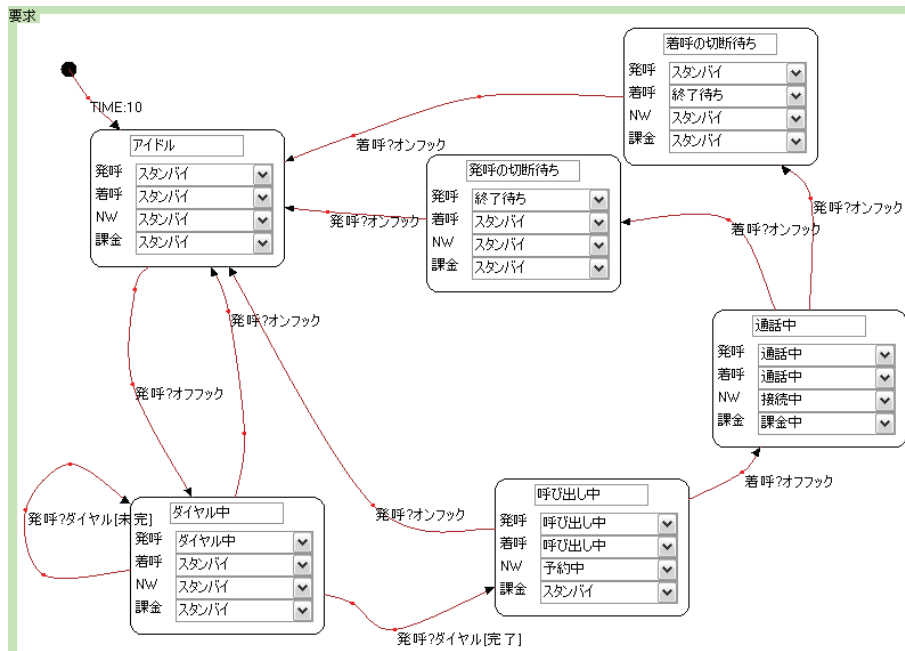 要求
着呼の切断待ち
発呼 スタンバイ
着呼 終了待ち
NW スタンバイ
課金 スタンバイ
TIME:10
アイドル
発呼 スタンバイ
着呼 スタンバイ
NW スタンバイ
課金 スタンバイ
着呼?オンフック
発呼の切断待ち
発呼 終了待ち
着呼 スタンバイ
NW スタンバイ
課金 スタンバイ
発呼?オンフック
着呼?オンフック
発呼?オンフック
発呼?オンフック
通話中
発呼 通話中
着呼 通話中
NW 接続中
課金 課金中
発呼?オフフック
着呼?オフフック
発呼?ダイヤル[未完]
ダイヤル中
発呼 ダイヤル中
着呼 スタンバイ
NW スタンバイ
課金 スタンバイ
発呼?オンフック
呼び出し中
発呼 呼び出し中
着呼 呼び出し中
NW 予約中
課金 スタンバイ
発呼?ダイヤル[完了]